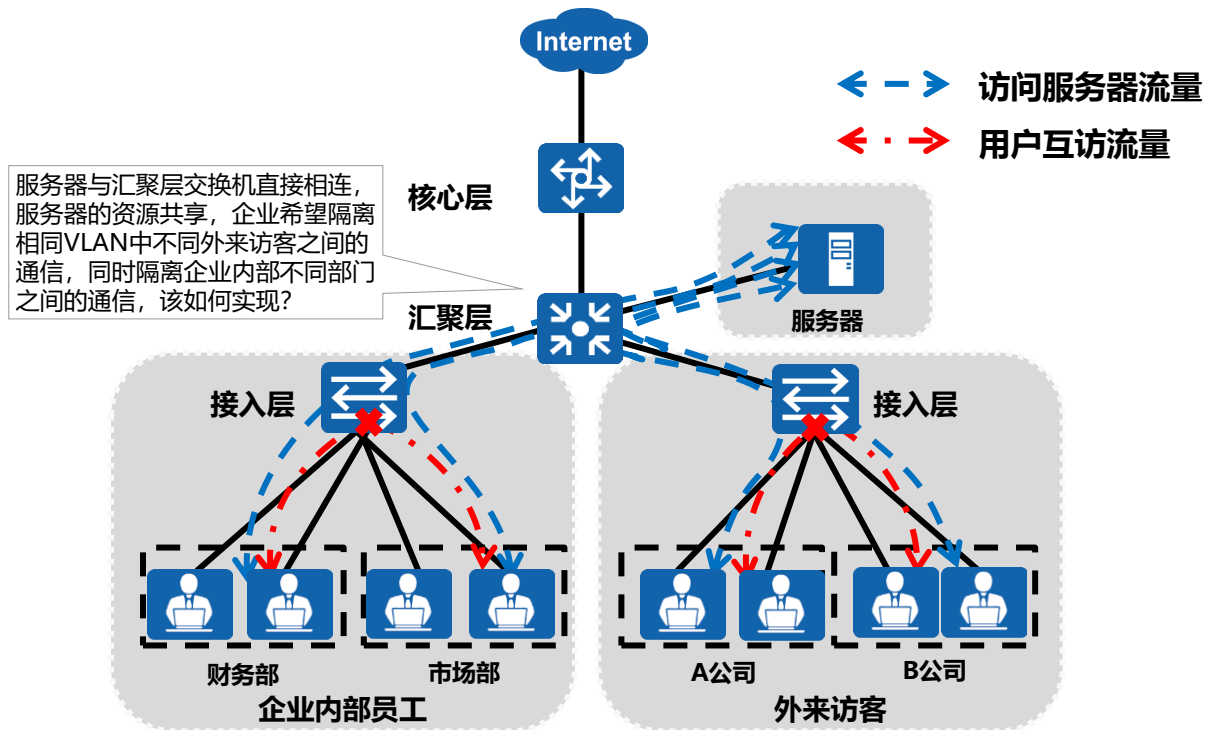 Internet
访问服务器流量
用户互访流量
服务器与汇聚层交换机直接相连，
服务器的资源共享，企业希望隔离
相同VLAN中不同外来访客之间的
通信，同时隔离企业内部不同部门
之间的通信，该如何实现？
核心层
汇聚层
服务器
接入层
接入层
财务部
市场部
A公司
B公司
企业内部员工
外来访客